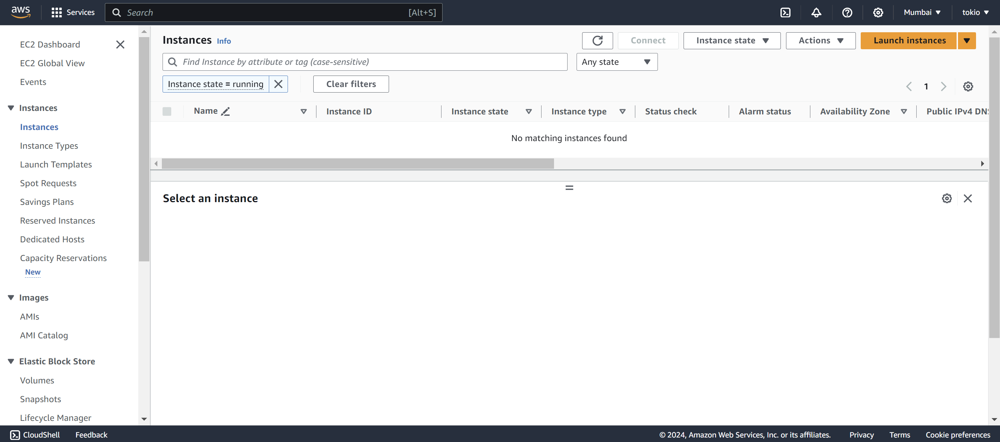 aws
Services
Search
[Alt+S]
Mumbai
tokio
EC2 Dashboard
EC2 Global View
Events
Instances
Instances
Instance Types
Launch Templates
Spot Requests
Savings Plans
Reserved Instances
Dedicated Hosts
Capacity Reservations
New
Images
AMIs
AMI Catalog
Elastic Block Store
Volumes
Snapshots
Lifecycle Manager
Instances Info
Connect
Instance state
Actions
Launch instances
Find Instance by attribute or tag (case-sensitive)
Any state
Instance state = running
Clear filters
1
Name
Instance ID
Instance state
Instance type
Status check
Alarm status
Availability Zone
Public IPv4 DNS
No matching instances found
Select an instance
CloudShell
Feedback
© 2024, Amazon Web Services, Inc. or its affiliates.
Privacy
Terms
Cookie preferences